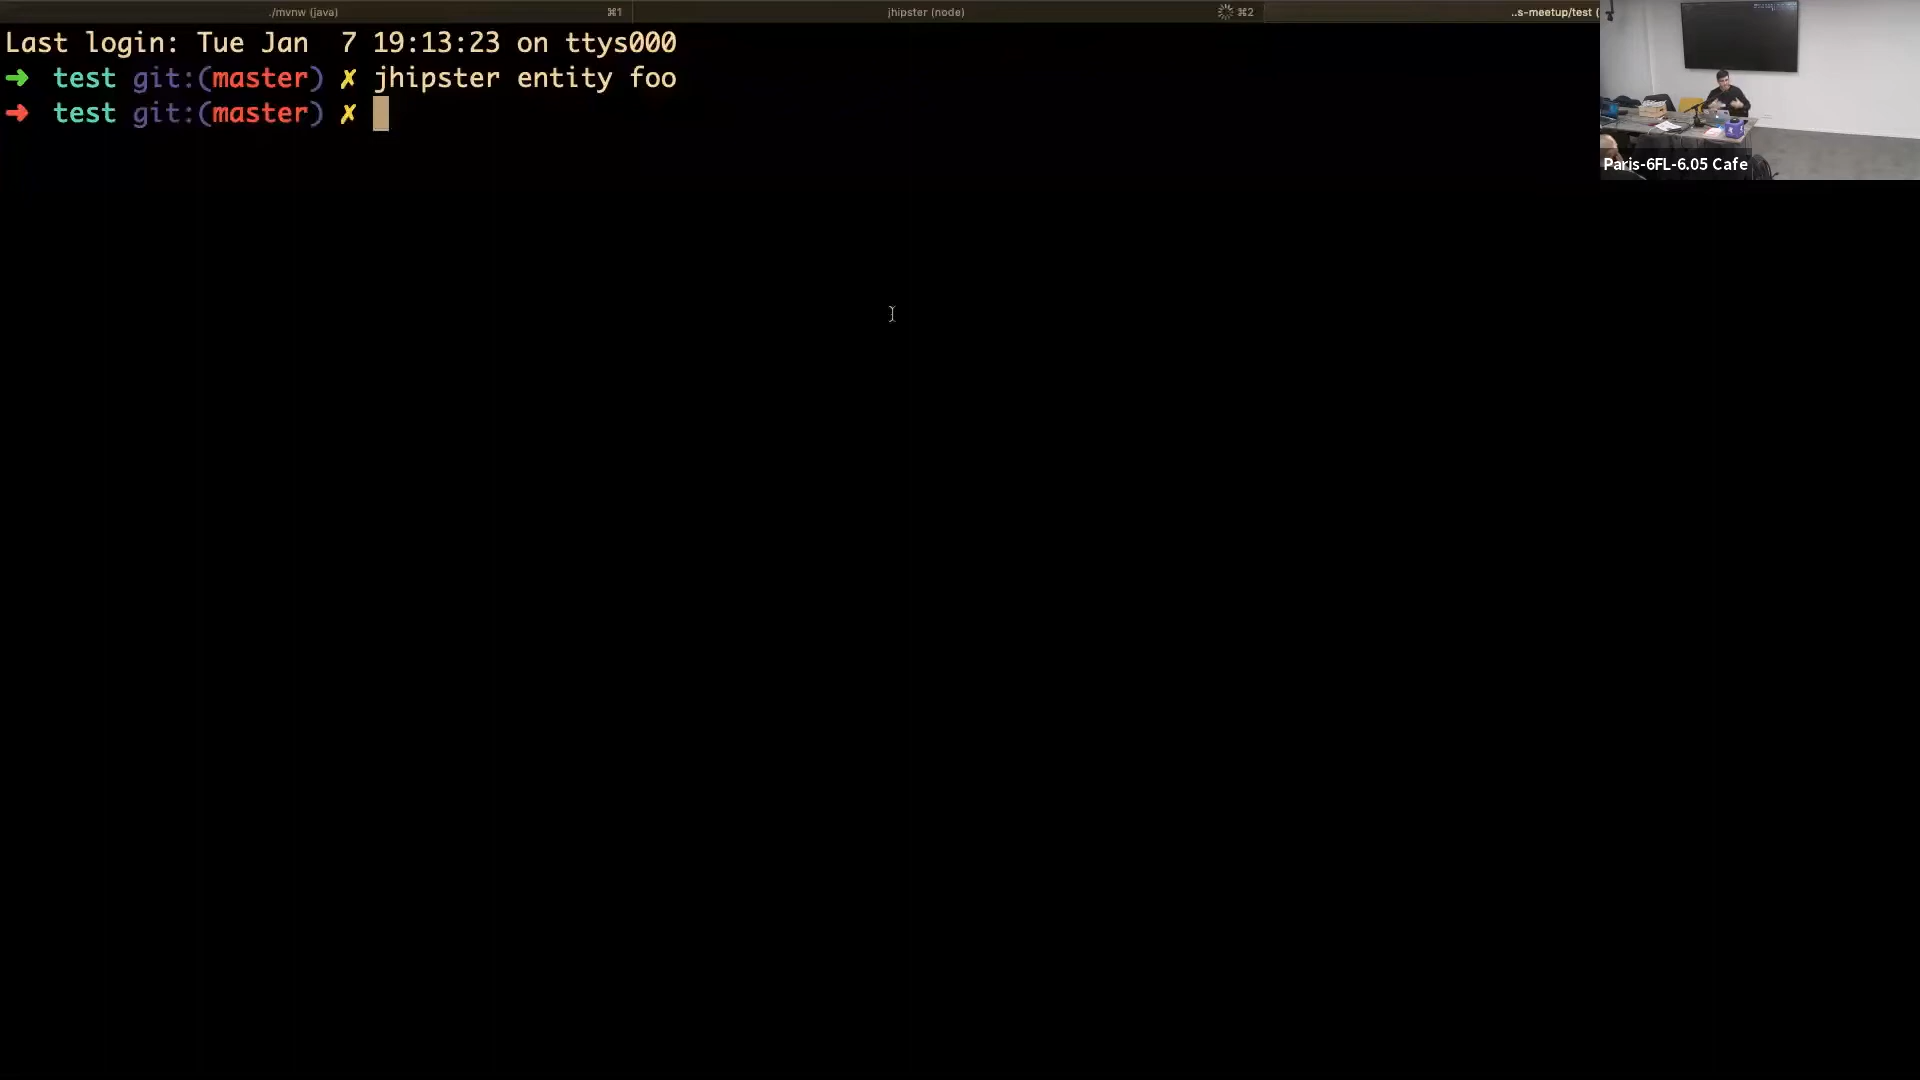 ./mvnw (java) ⌘1 jhipster (node) ⌘2 ..s-meetup/test (
Last login: Tue Jan  7 19:13:23 on ttys000
➜  test git:(master) ✗ jhipster entity foo
➜  test git:(master) ✗
Paris-6FL-6.05 Cafe